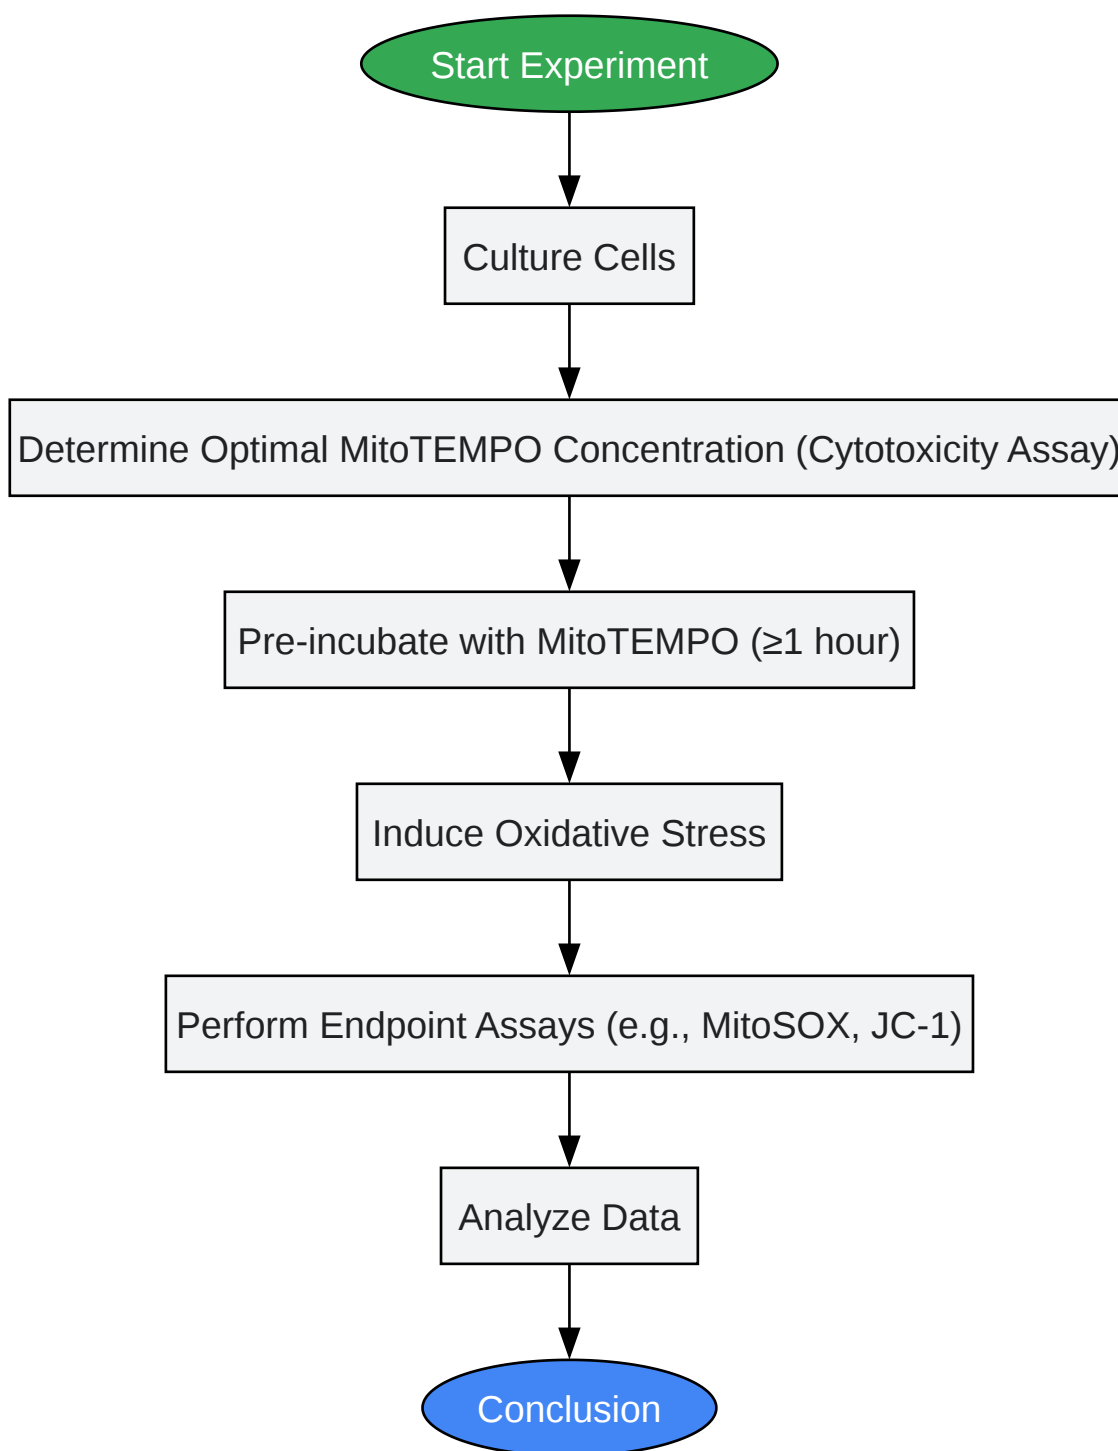 Start Experiment
Culture Cells
Determine Optimal MitoTEMPO Concentration (Cytotoxicity Assay)
Pre-incubate with MitoTEMPO (≥1 hour)
Induce Oxidative Stress
Perform Endpoint Assays (e.g., MitoSOX, JC-1)
Analyze Data
Conclusion